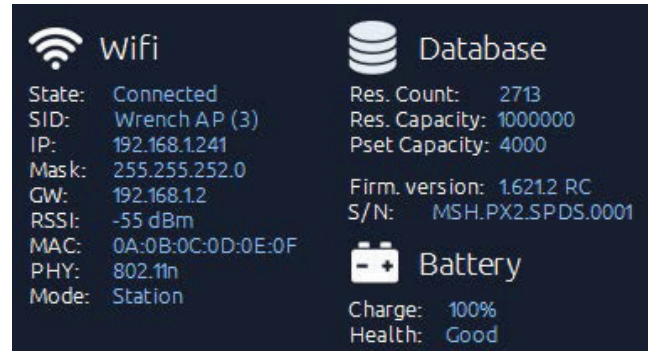 Wifi
State: Connected
SID: Wrench AP (3)
IP: 192.168.1.241
Mask: 255.255.252.0
GW: 192.168.1.2
RSSI: -55 dBm
MAC: 0A:0B:0C:0D:0E:0F
PHY: 802.11n
Mode: Station
Database
Res. Count: 2713
Res. Capacity: 1000000
Pset Capacity: 4000
Firm. version: 1.621.2 RC
S/N: MSH.PX2.SPDS.0001
Battery
Charge: 100%
Health: Good